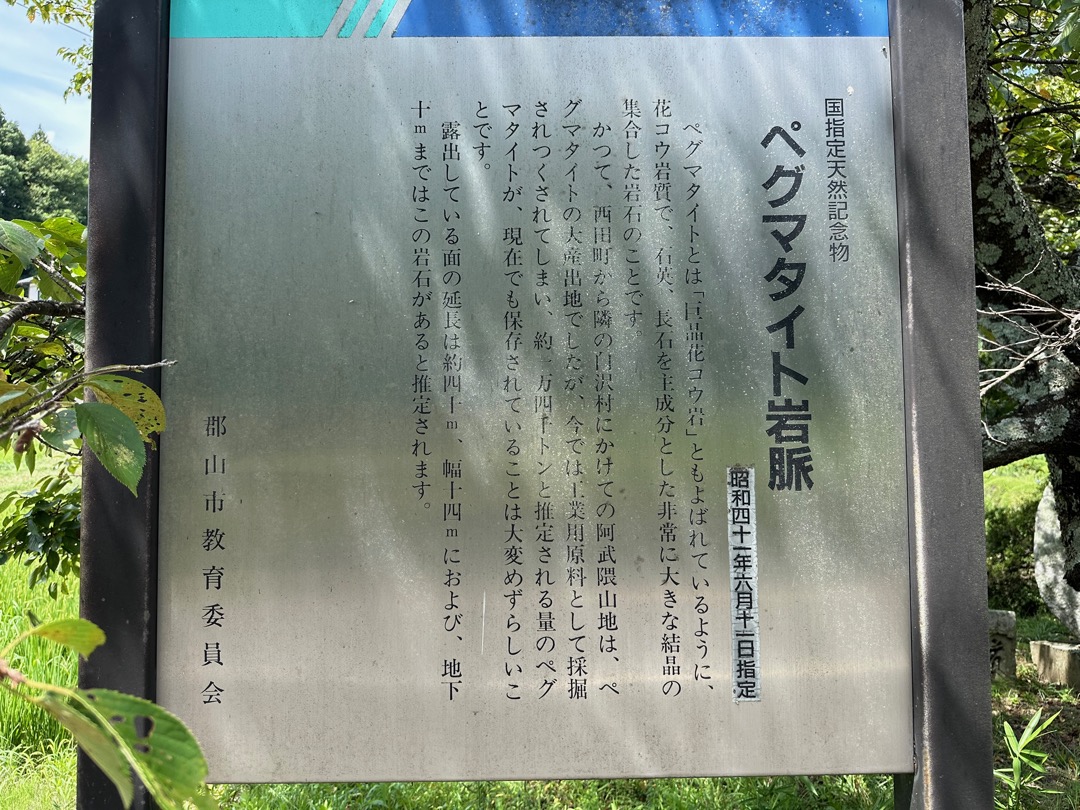 国指定天然記念物
ペグマタイト岩脈
昭和四十一年六月十一日指定
ペグマタイトとは「巨晶花コウ岩」ともよばれているように、
花コウ岩質で、石英、長石を主成分とした非常に大きな結晶の
集合した岩石のことです。
かつて、西田町から隣の白沢村にかけての阿武隈山地は、ペ
グマタイトの大産出地でしたが、今では工業用原料として採掘
されつくされてしまい、約一万四千トンと推定される量のペグ
マタイトが、現在でも保存されていることは大変めずらしいこ
とです。
露出している面の延長は約四十m、幅十四mにおよび、地下
十mまではこの岩石があると推定されます。
郡山市教育委員会